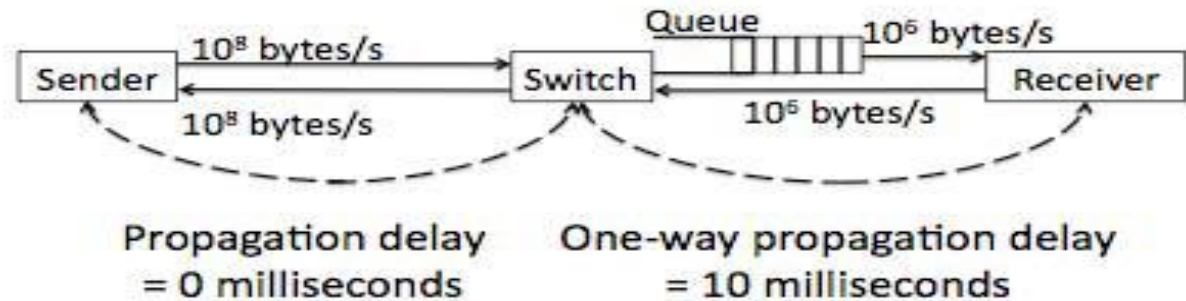 Queue
10⁸ bytes/s
10⁶ bytes/s
Sender
Switch
Receiver
10⁸ bytes/s
10⁶ bytes/s
Propagation delay
= 0 milliseconds
One-way propagation delay
= 10 milliseconds